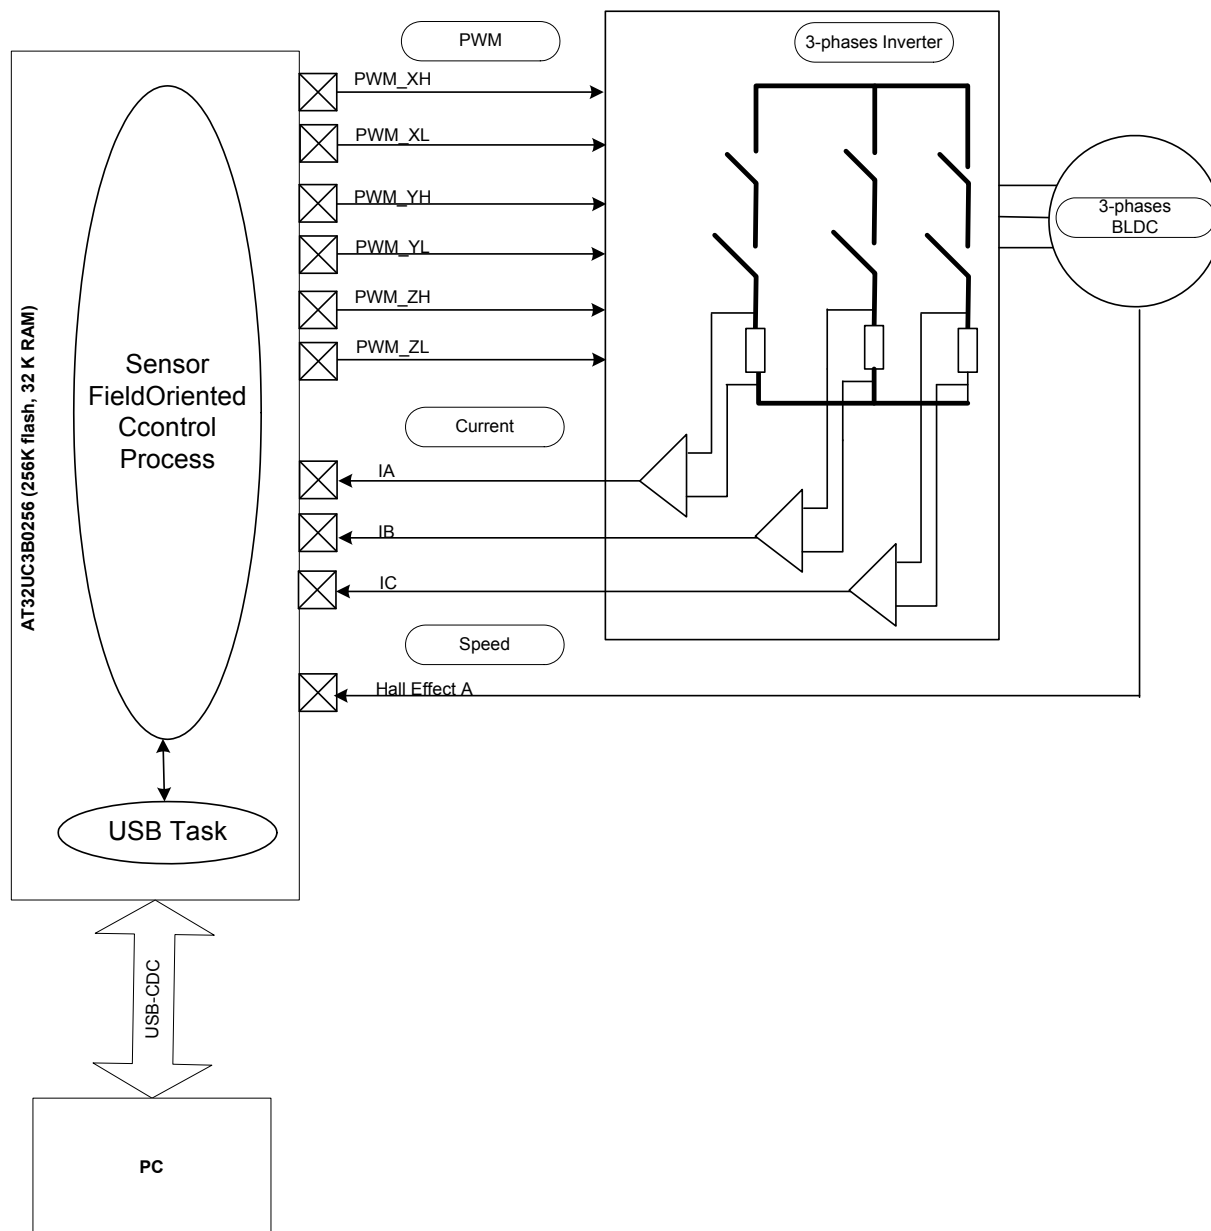 PWM
3-phases Inverter
PWM_XH
PWM_XL
PWM_YH
PWM_YL
PWM_ZH
PWM_ZL
3-phases
BLDC
AT32UC3B0256 (256K flash, 32 K RAM)
Sensor
FieldOriented
Ccontrol
Process
Current
IA
IB
IC
Speed
Hall Effect A
USB Task
USB-CDC
PC